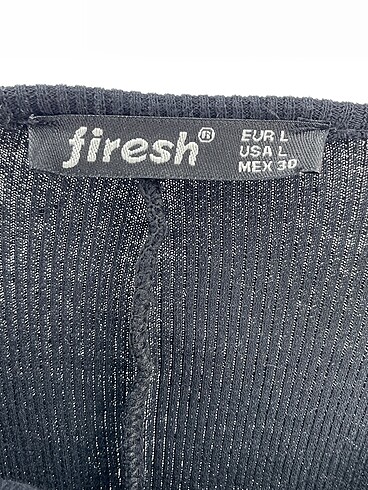 firesh®
EUR L
USA L
MEX 30